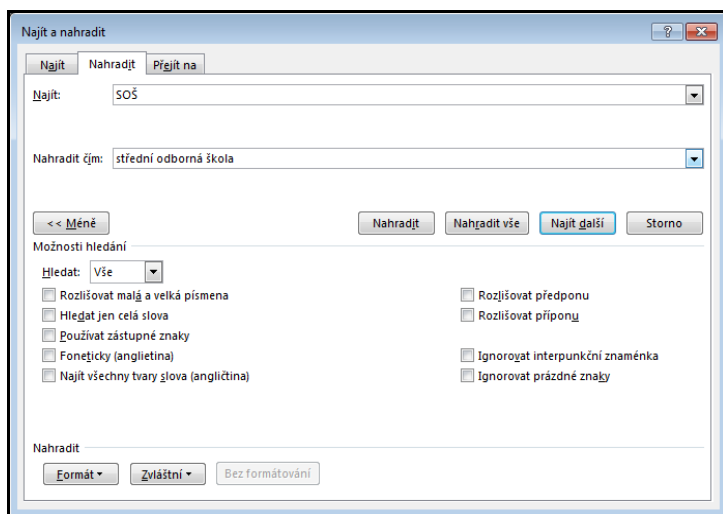 Najít a nahradit
Najít Nahradit Přejít na
Najít: SOŠ
Nahradit čím: střední odborná škola
<< Méně Nahradit Nahradit vše Najít další Storno
Možnosti hledání
Hledat: Vše
Rozlišovat malá a velká písmena Rozlišovat předponu
Hledat jen celá slova Rozlišovat příponu
Používat zástupné znaky
Foneticky (anglietina) Ignorovat interpunkční znaménka
Najít všechny tvary slova (angličtina) Ignorovat prázdné znaky
Nahradit
Formát Zvláštní Bez formátování